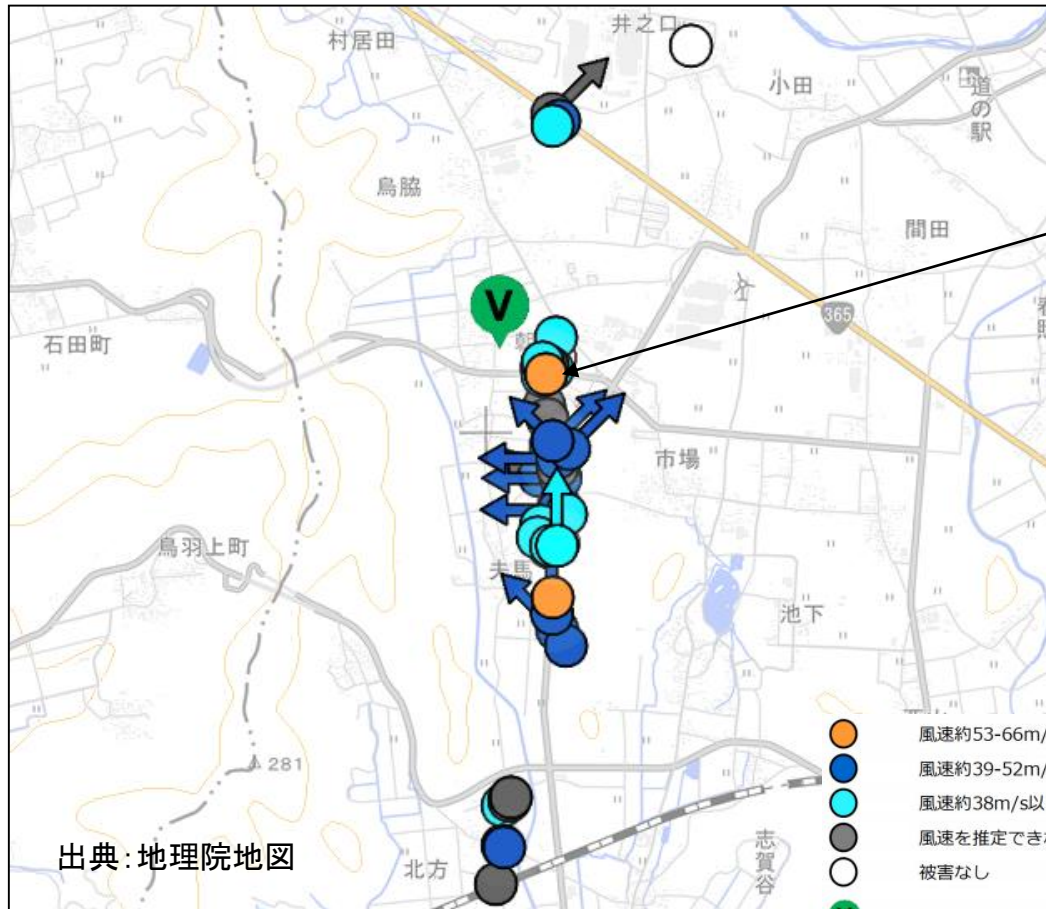 井之口
村居田
小田
道の駅
烏脇
間田
365
V
石田町
市場
鳥羽上町
夫馬
池下
281
風速約53-66m/
風速約39-52m/
風速約38m/s以
風速を推定でき
被害なし
志賀谷
北方
出典：地理院地図